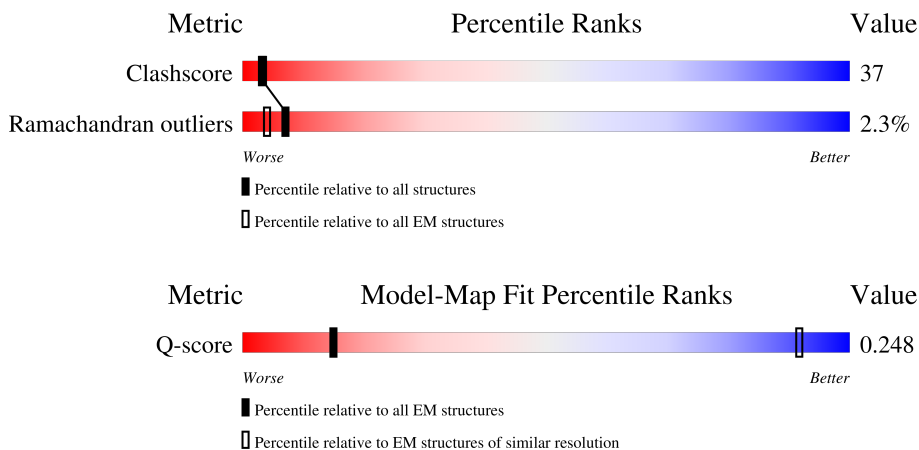 Metric Percentile Ranks Value
Clashscore 37
Ramachandran outliers 2.3%
Worse Better
Percentile relative to all structures
Percentile relative to all EM structures
Metric Model-Map Fit Percentile Ranks Value
Q-score 0.248
Worse Better
Percentile relative to all EM structures
Percentile relative to EM structures of similar resolution